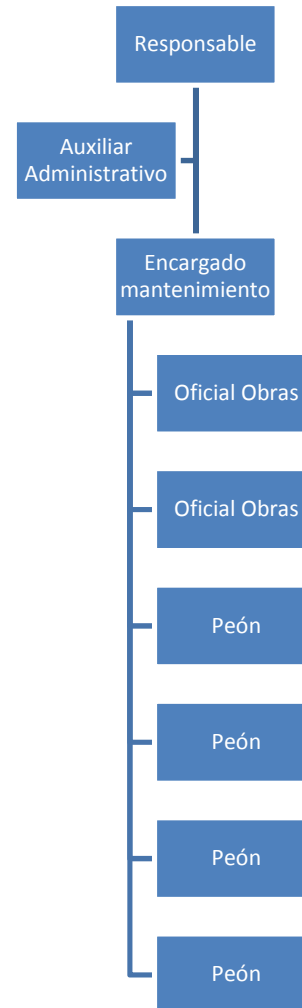 Responsable
Auxiliar
Administrativo
Encargado
mantenimiento
Oficial Obras
Oficial Obras
Peón
Peón
Peón
Peón